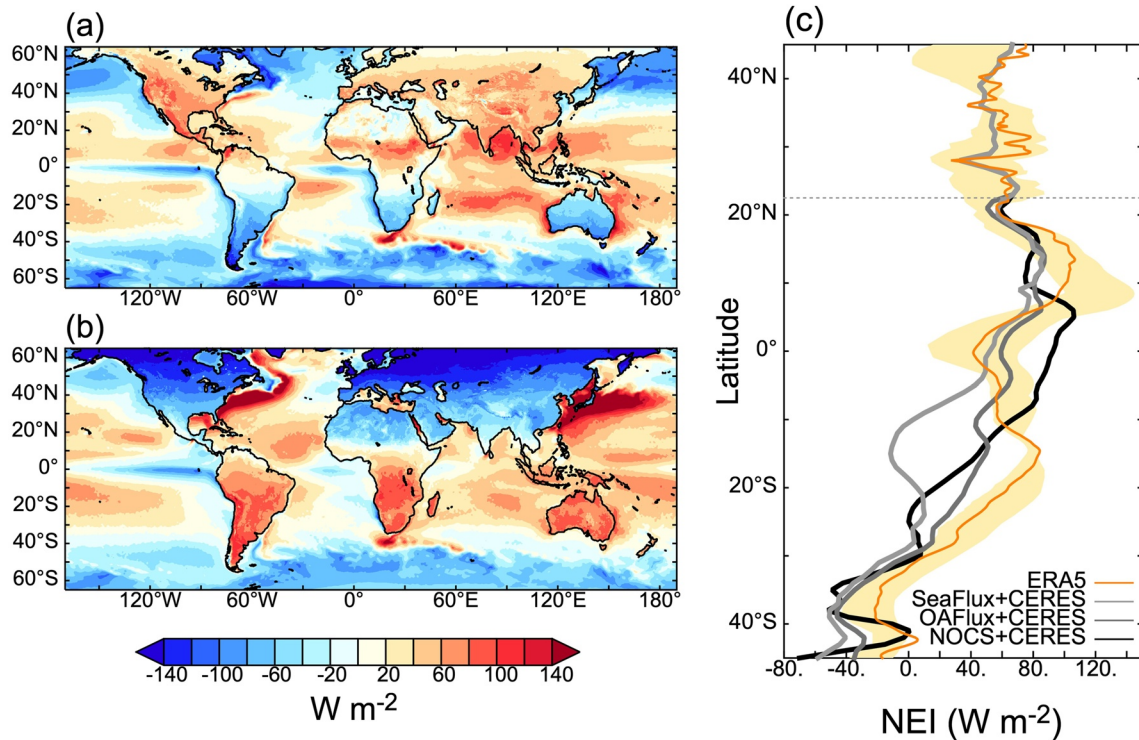 (a)
60°N
40°N
20°N
0°
20°S
40°S
60°S
120°W 60°W 0° 60°E 120°E 180°
(b)
60°N
40°N
20°N
0°
20°S
40°S
60°S
120°W 60°W 0° 60°E 120°E 180°
-140 -100 -60 -20 20 60 100 140
W m-2
(c)
40°N
20°N
0°
20°S
40°S
Latitude
ERA5
SeaFlux+CERES
OAFlux+CERES
NOCS+CERES
-80. -40. 0. 40. 80. 120.
NEI (W m-2)